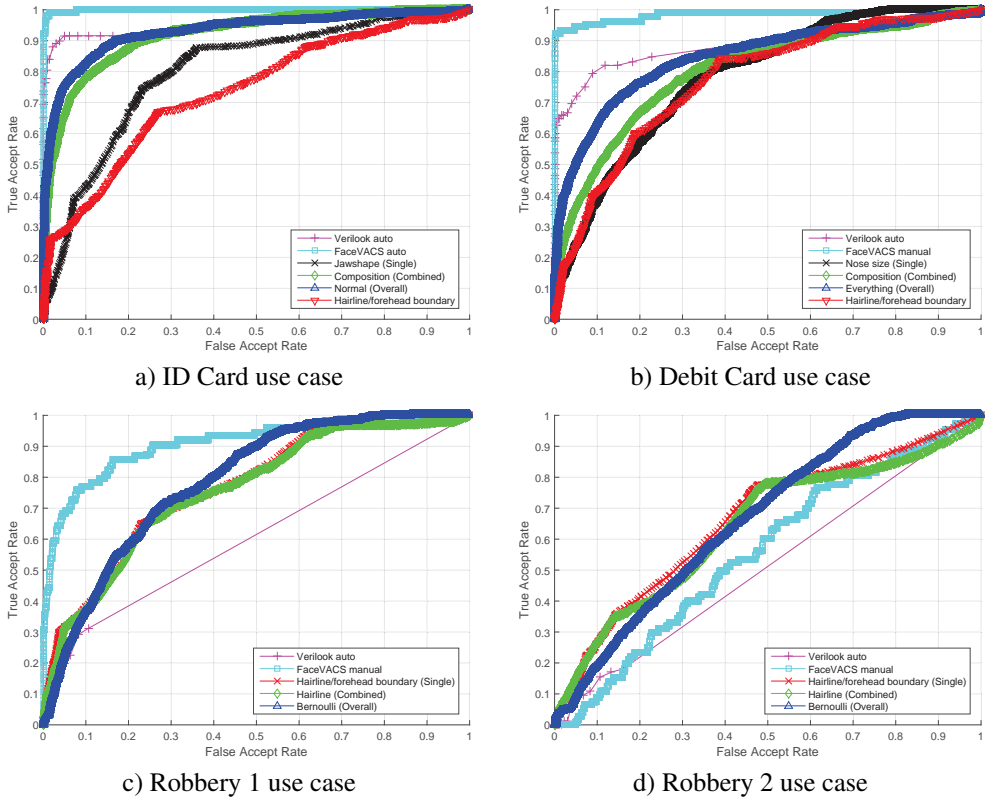 1
0.9
0.8
0.7
0.6
0.5
0.4
0.3
0.2
0.1
0
True Accept Rate
0 0.1 0.2 0.3 0.4 0.5 0.6 0.7 0.8 0.9 1
False Accept Rate
Verilook auto
FaceVACS auto
Jawshape (Single)
Composition (Combined)
Normal (Overall)
Hairline/forehead boundary
a) ID Card use case
1
0.9
0.8
0.7
0.6
0.5
0.4
0.3
0.2
0.1
0
True Accept Rate
0 0.1 0.2 0.3 0.4 0.5 0.6 0.7 0.8 0.9 1
False Accept Rate
Verilook auto
FaceVACS manual
Nose size (Single)
Composition (Combined)
Everything (Overall)
Hairline/forehead boundary
b) Debit Card use case
1
0.9
0.8
0.7
0.6
0.5
0.4
0.3
0.2
0.1
0
True Accept Rate
0 0.1 0.2 0.3 0.4 0.5 0.6 0.7 0.8 0.9 1
False Accept Rate
Verilook auto
FaceVACS manual
Hairline/forehead boundary (Single)
Hairline (Combined)
Bernoulli (Overall)
c) Robbery 1 use case
1
0.9
0.8
0.7
0.6
0.5
0.4
0.3
0.2
0.1
0
True Accept Rate
0 0.1 0.2 0.3 0.4 0.5 0.6 0.7 0.8 0.9 1
False Accept Rate
Verilook auto
FaceVACS manual
Hairline/forehead boundary (Single)
Hairline (Combined)
Bernoulli (Overall)
d) Robbery 2 use case